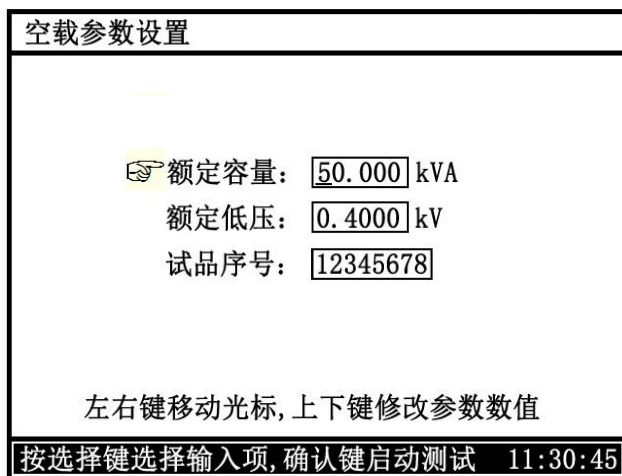 空载参数设置
额定容量: 50.000 kVA
额定低压: 0.4000 kV
试品序号: 12345678
左右键移动光标,上下键修改参数数值
按选择键选择输入项,确认键启动测试 11:30:45